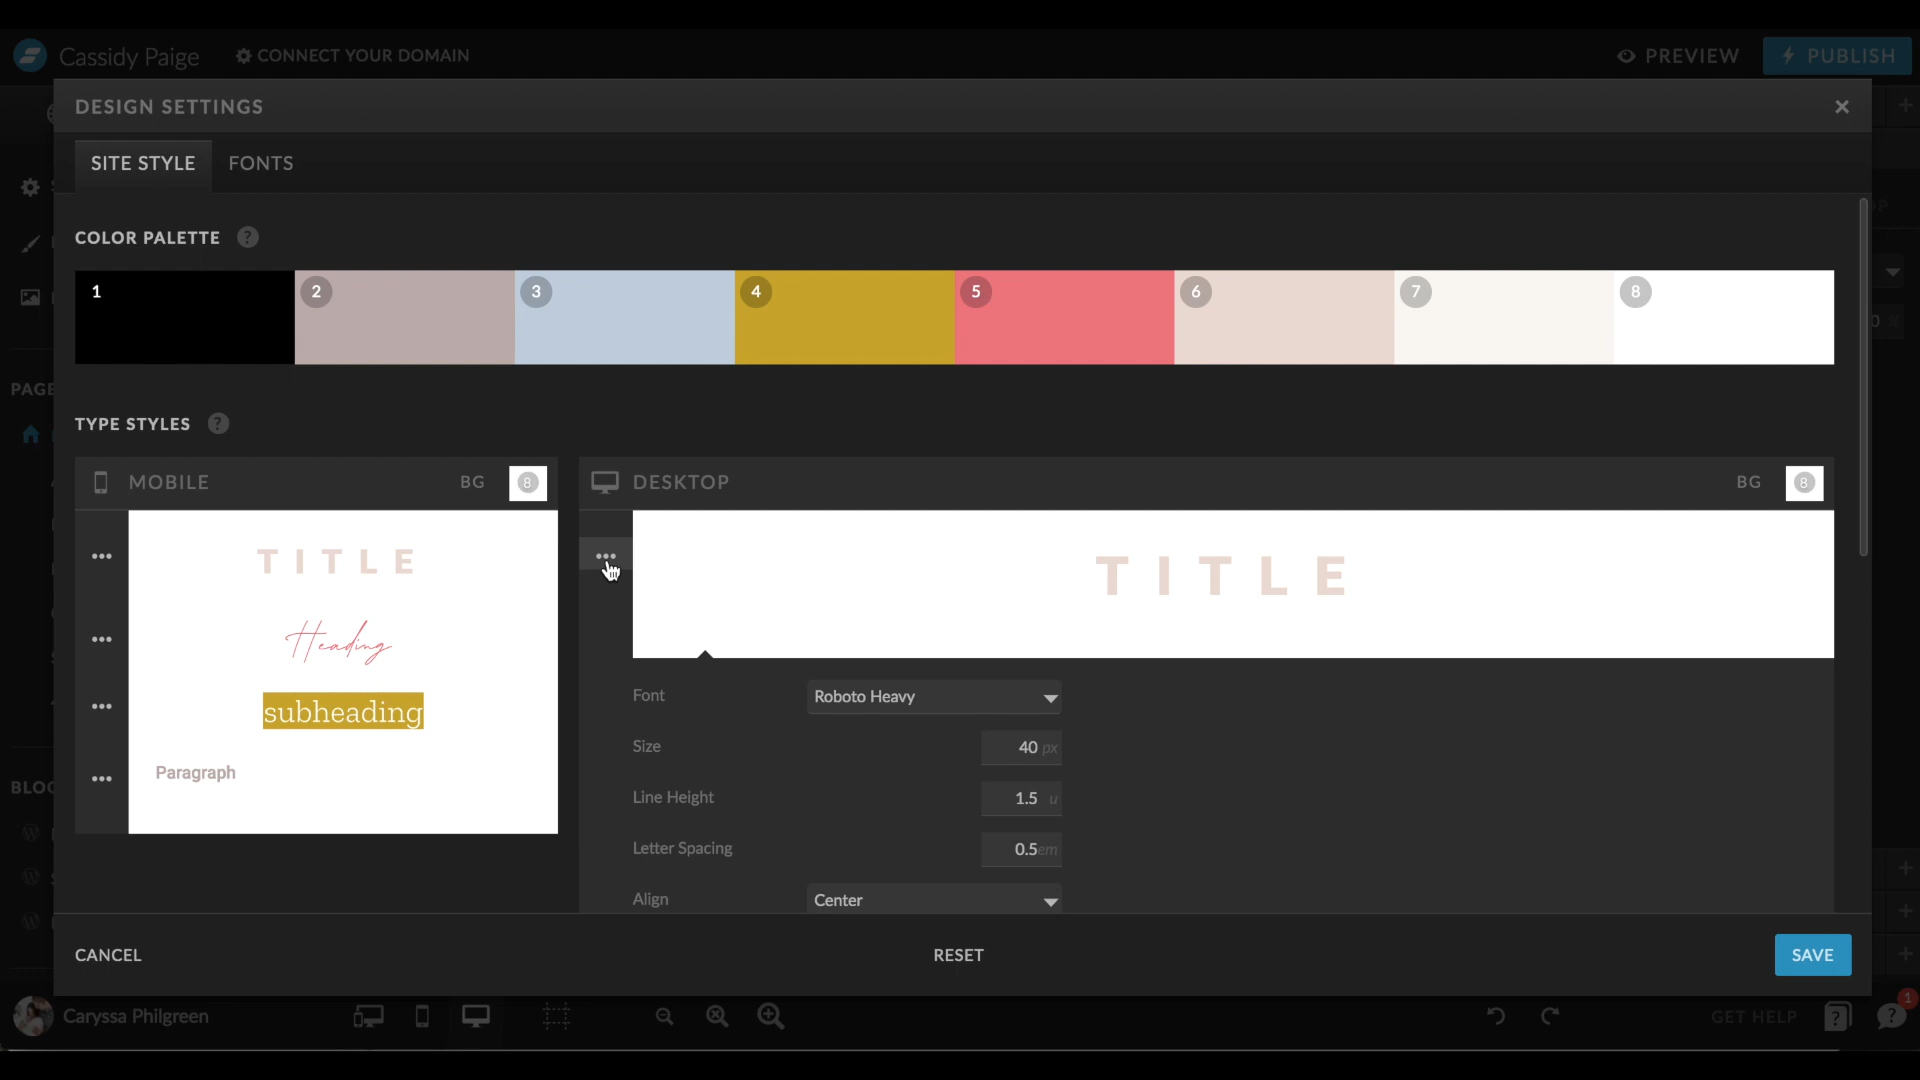 Cassidy Paige
CONNECT YOUR DOMAIN
PREVIEW
PUBLISH
DESIGN SETTINGS
×
SITE STYLE
FONTS
COLOR PALETTE ?
1 2 3 4 5 6 7 8
PAGE
TYPE STYLES ?
MOBILE BG 8
DESKTOP BG 8
TITLE
Heading
subheading
Paragraph
TITLE
Font Roboto Heavy
Size 40 px
Line Height 1.5 u
Letter Spacing 0.5em
Align Center
BLOC
CANCEL
RESET
SAVE
Caryssa Philgreen
GET HELP
?
?
1